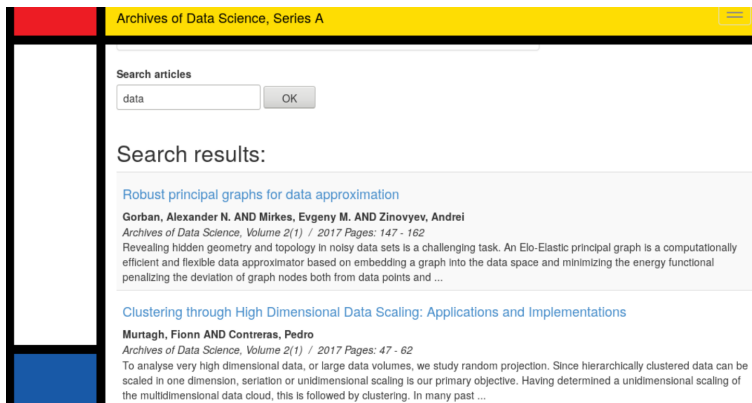 Archives of Data Science, Series A
Search articles
data
OK
Search results:
Robust principal graphs for data approximation
Gorban, Alexander N. AND Mirkes, Evgeny M. AND Zinovyev, Andrei
Archives of Data Science, Volume 2(1) / 2017 Pages: 147 - 162
Revealing hidden geometry and topology in noisy data sets is a challenging task. An Elo-Elastic principal graph is a computationally
efficient and flexible data approximator based on embedding a graph into the data space and minimizing the energy functional
penalizing the deviation of graph nodes both from data points and ...
Clustering through High Dimensional Data Scaling: Applications and Implementations
Murtagh, Fionn AND Contreras, Pedro
Archives of Data Science, Volume 2(1) / 2017 Pages: 47 - 62
To analyse very high dimensional data, or large data volumes, we study random projection. Since hierarchically clustered data can be
scaled in one dimension, seriation or unidimensional scaling is our primary objective. Having determined a unidimensional scaling of
the multidimensional data cloud, this is followed by clustering. In many past ...